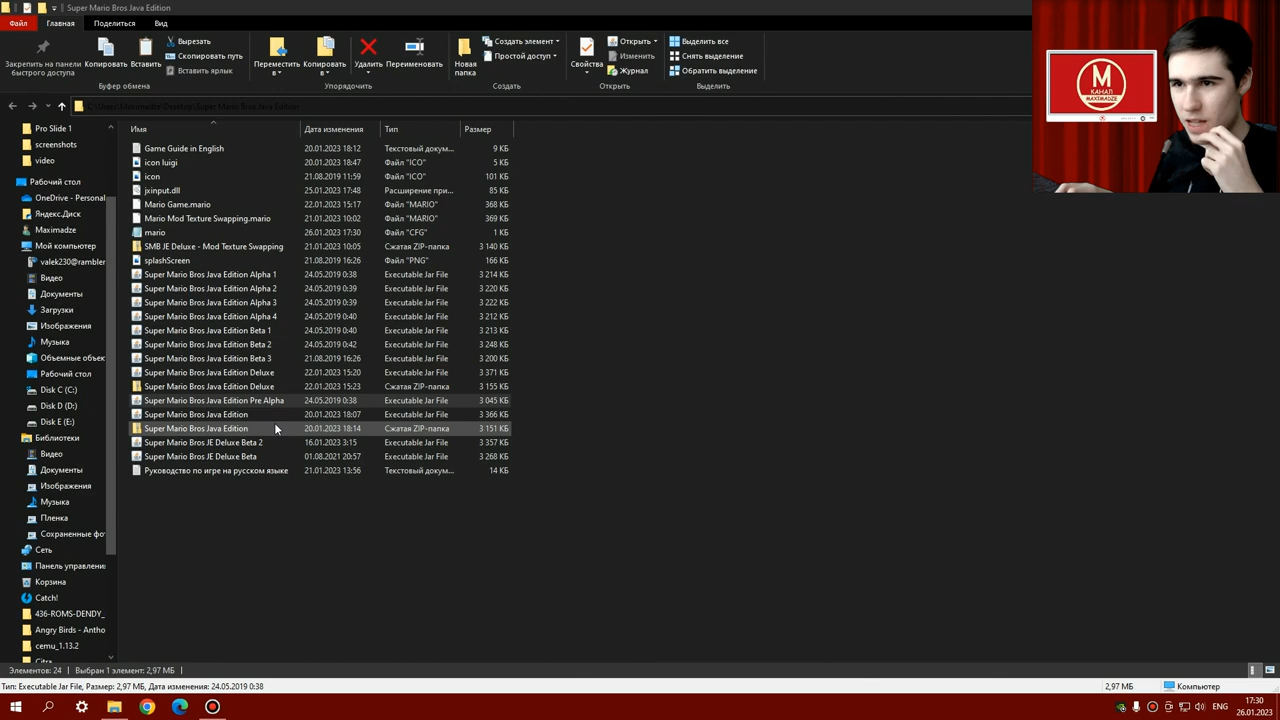 Super Mario Bros Java Edition
Файл Главная Поделиться Вид
Закрепить на панели быстрого доступа
Копировать
Вставить
Вырезать
Скопировать путь
Вставить ярлык
Буфер обмена
Переместить в
Копировать в
Удалить
Переименовать
Упорядочить
Новая папка
Создать элемент
Простой доступ
Создать
Свойства
Открыть
Изменить
Журнал
Открыть
Выделить все
Снять выделение
Обратить выделение
Выделить
М
КАНАЛ
MAXIMADZE
C:\Users\Maximadze\Desktop\Super Mario Bros Java Edition
Pro Slide 1
screenshots
video
Рабочий стол
OneDrive - Personal
Яндекс.Диск
Maximadze
Мой компьютер
valek230@rambler
Видео
Документы
Загрузки
Изображения
Музыка
Объемные объек
Рабочий стол
Disk C (C:)
Disk D (D:)
Disk E (E:)
Библиотеки
Видео
Документы
Изображения
Музыка
Пленка
Сохраненные фо
Сеть
Панель управлени
Корзина
Catch!
436-ROMS-DENDY_
Angry Birds - Antho
cemu_1.13.2
Citra
Имя Дата изменения Тип Размер
Game Guide in English 20.01.2023 18:12 Текстовый докум... 9 КБ
icon luigi 20.01.2023 18:47 Файл "ICO" 5 КБ
icon 21.08.2019 11:59 Файл "ICO" 101 КБ
jxinput.dll 25.01.2023 17:48 Расширение при... 85 КБ
Mario Game.mario 22.01.2023 15:17 Файл "MARIO" 368 КБ
Mario Mod Texture Swapping.mario 21.01.2023 10:02 Файл "MARIO" 369 КБ
mario 26.01.2023 17:30 Файл "CFG" 1 КБ
SMB JE Deluxe - Mod Texture Swapping 21.01.2023 10:05 Сжатая ZIP-папка 3 140 КБ
splashScreen 21.08.2019 16:26 Файл "PNG" 166 КБ
Super Mario Bros Java Edition Alpha 1 24.05.2019 0:38 Executable Jar File 3 214 КБ
Super Mario Bros Java Edition Alpha 2 24.05.2019 0:39 Executable Jar File 3 220 КБ
Super Mario Bros Java Edition Alpha 3 24.05.2019 0:39 Executable Jar File 3 222 КБ
Super Mario Bros Java Edition Alpha 4 24.05.2019 0:40 Executable Jar File 3 212 КБ
Super Mario Bros Java Edition Beta 1 24.05.2019 0:40 Executable Jar File 3 213 КБ
Super Mario Bros Java Edition Beta 2 24.05.2019 0:42 Executable Jar File 3 248 КБ
Super Mario Bros Java Edition Beta 3 21.08.2019 16:26 Executable Jar File 3 200 КБ
Super Mario Bros Java Edition Deluxe 22.01.2023 15:20 Executable Jar File 3 371 КБ
Super Mario Bros Java Edition Deluxe 22.01.2023 15:23 Сжатая ZIP-папка 3 155 КБ
Super Mario Bros Java Edition Pre Alpha 24.05.2019 0:38 Executable Jar File 3 045 КБ
Super Mario Bros Java Edition 20.01.2023 18:07 Executable Jar File 3 366 КБ
Super Mario Bros Java Edition 20.01.2023 18:14 Сжатая ZIP-папка 3 151 КБ
Super Mario Bros JE Deluxe Beta 2 16.01.2023 3:15 Executable Jar File 3 357 КБ
Super Mario Bros JE Deluxe Beta 01.08.2021 20:57 Executable Jar File 3 268 КБ
Руководство по игре на русском языке 21.01.2023 13:56 Текстовый докум... 14 КБ
Элементов: 24 Выбран 1 элемент: 2,97 МБ
Тип: Executable Jar File, Размер: 2,97 МБ, Дата изменения: 24.05.2019 0:38 2,97 МБ Компьютер
ENG 17:30
26.01.2023